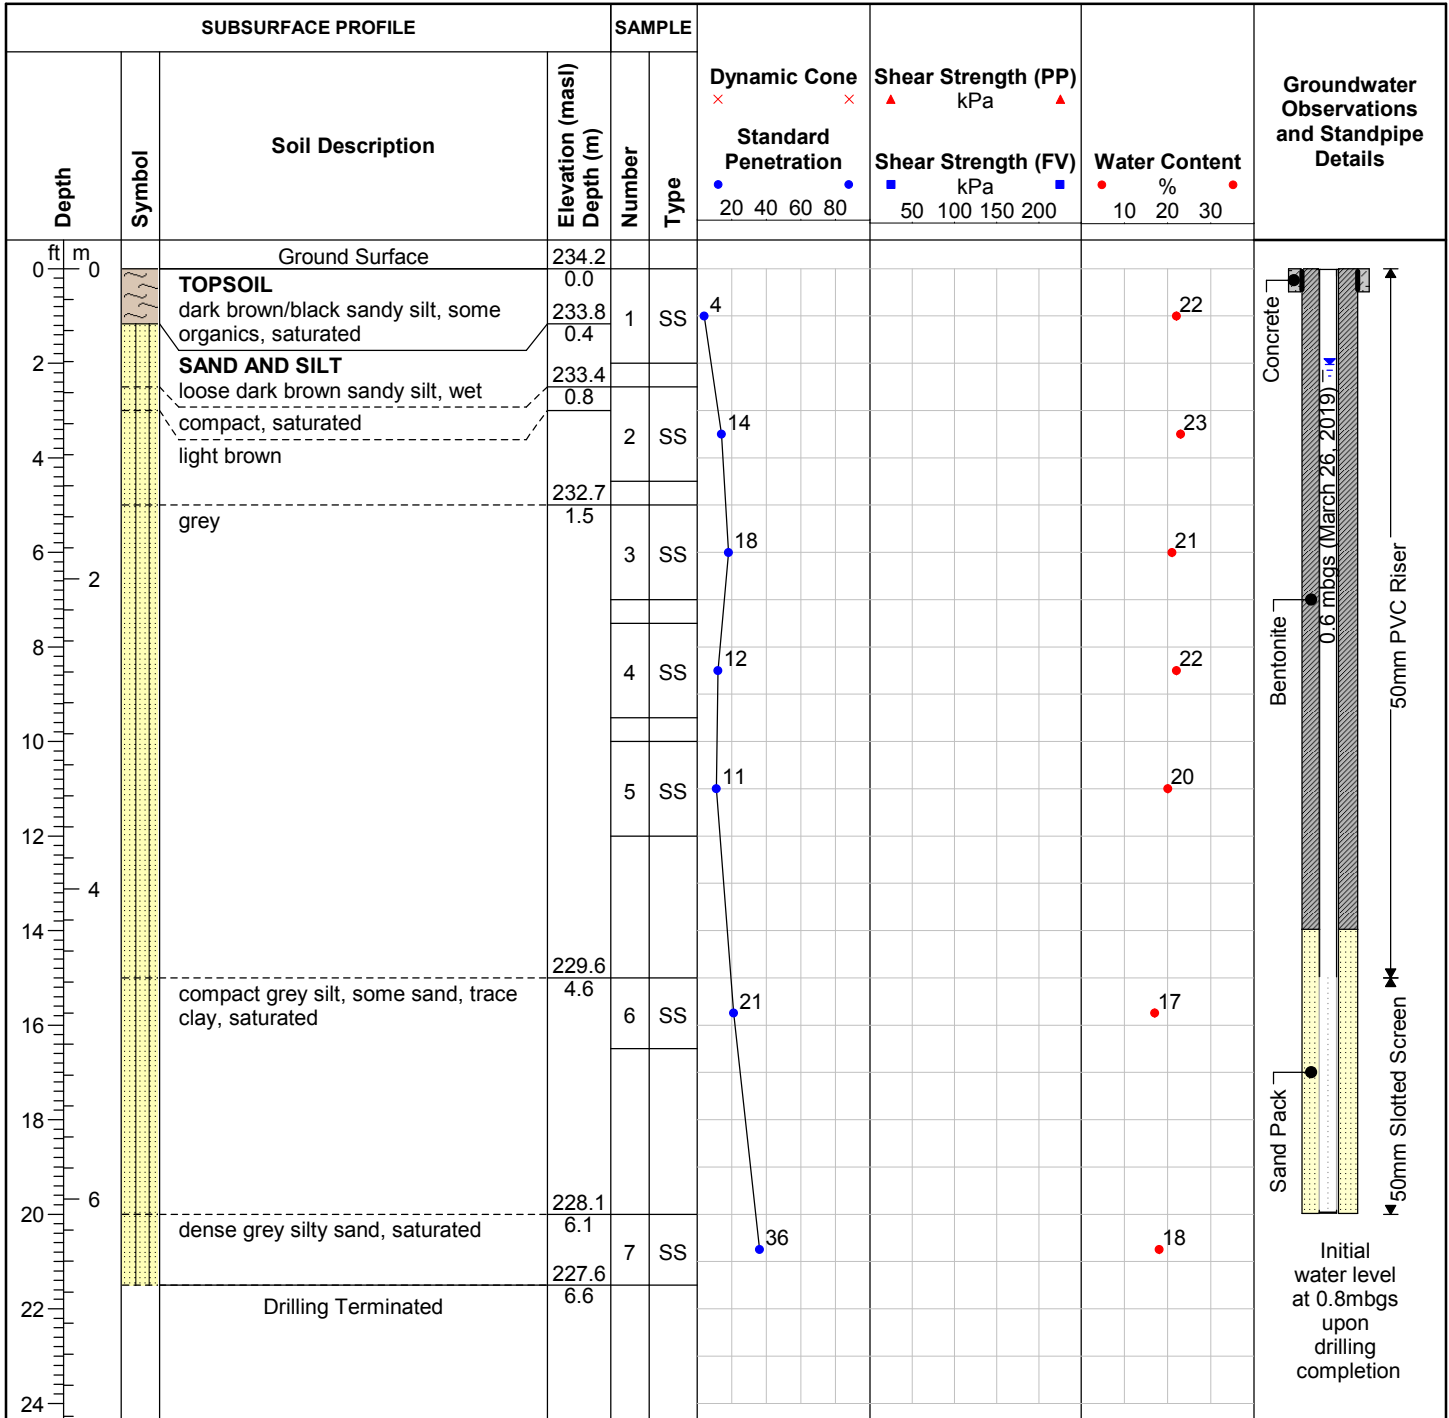 SUBSURFACE PROFILE
SAMPLE
Depth
Symbol
Soil Description
Elevation (masl)
Depth (m)
Number
Type
Dynamic Cone
Standard
Penetration
20 40 60 80
Shear Strength (PP)
kPa
Shear Strength (FV)
kPa
50 100 150 200
Water Content
%
10 20 30
Groundwater
Observations
and Standpipe
Details
ft m
0 0
2
4
6
2
8
10
12
4
14
16
18
6
20
22
24
Ground Surface
234.2
0.0
TOPSOIL
dark brown/black sandy silt, some
organics, saturated
233.8
0.4
SAND AND SILT
loose dark brown sandy silt, wet
233.4
0.8
compact, saturated
light brown
232.7
1.5
grey
229.6
4.6
compact grey silt, some sand, trace
clay, saturated
228.1
6.1
dense grey silty sand, saturated
227.6
6.6
Drilling Terminated
1 SS 4 22
2 SS 14 23
3 SS 18 21
4 SS 12 22
5 SS 11 20
6 SS 21 17
7 SS 36 18
Concrete
0.6 mbgs (March 26, 2019)
Bentonite
50mm PVC Riser
Sand Pack
50mm Slotted Screen
Initial
water level
at 0.8mbgs
upon
drilling
completion